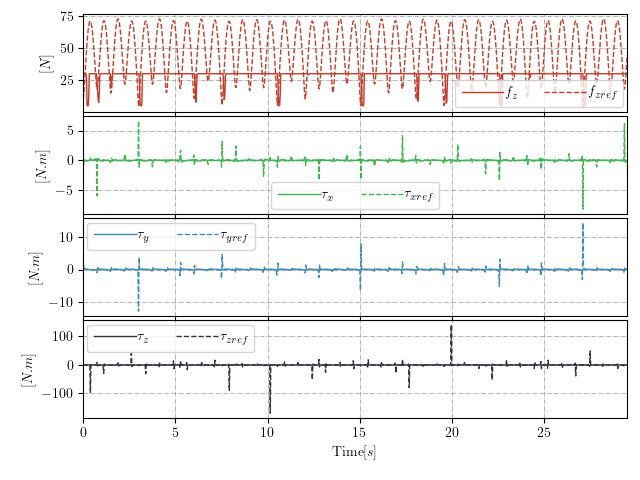 75
50
25
[N]
f_z f_zref
5
0
−5
[N.m]
τ_x τ_xref
10
0
−10
[N.m]
τ_y τ_yref
100
0
−100
[N.m]
τ_z τ_zref
0 5 10 15 20 25
Time[s]